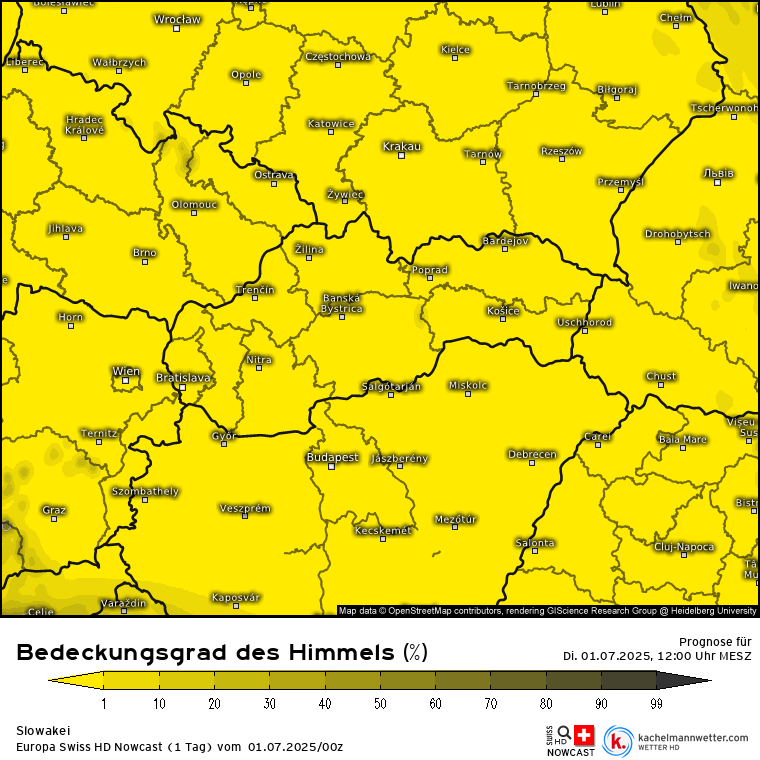 Bolesławiec
Wrocław
Lublin
Chełm
Kielce
Liberec
Wałbrzych
Opole
Częstochowa
Tarnobrzeg
Biłgoraj
Tscherwonoh
Hradec
Králové
Katowice
Krakau
Tarnów
Rzeszów
Ostrava
Львів
Przemyśl
Żywiec
Olomouc
Jihlava
Drohobytsch
Brno
Žilina
Bardejov
Poprad
Trenčín
Iwano
Banská
Bystrica
Horn
Košice
Uschhorod
Nitra
Wien
Bratislava
Salgótarján
Miskolc
Chust
Vișeu
Sus
Ternitz
Győr
Carei
Baia Mare
Budapest
Jászberény
Debrecen
Szombathely
Graz
Veszprém
Mezőtúr
Bistr
Kecskemét
Salonta
Cluj-Napoca
Kaposvár
Varaždin
Celje
Map data © OpenStreetMap contributors, rendering GIScience Research Group @ Heidelberg University
Bedeckungsgrad des Himmels (%)
Prognose für
Di. 01.07.2025, 12:00 Uhr MESZ
1 10 20 30 40 50 60 70 80 90 99
Slowakei
Europa Swiss HD Nowcast (1 Tag) vom 01.07.2025/00z
SWISS
HD
NOWCAST
k.
kachelmannwetter.com
WETTER HD